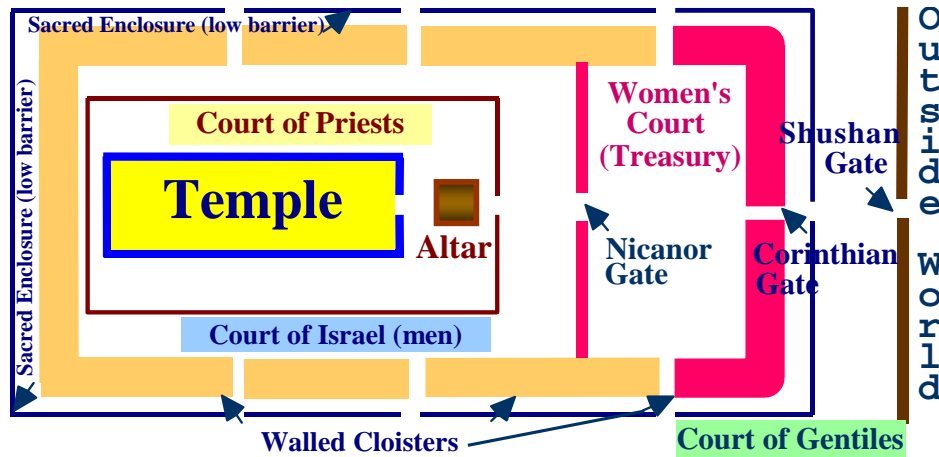 Sacred Enclosure (low barrier)
Sacred Enclosure (low barrier)
Court of Priests
Temple
Altar
Court of Israel (men)
Women's
Court
(Treasury)
Nicanor
Gate
Shushan
Gate
Corinthian
Gate
Outside World
Walled Cloisters
Court of Gentiles